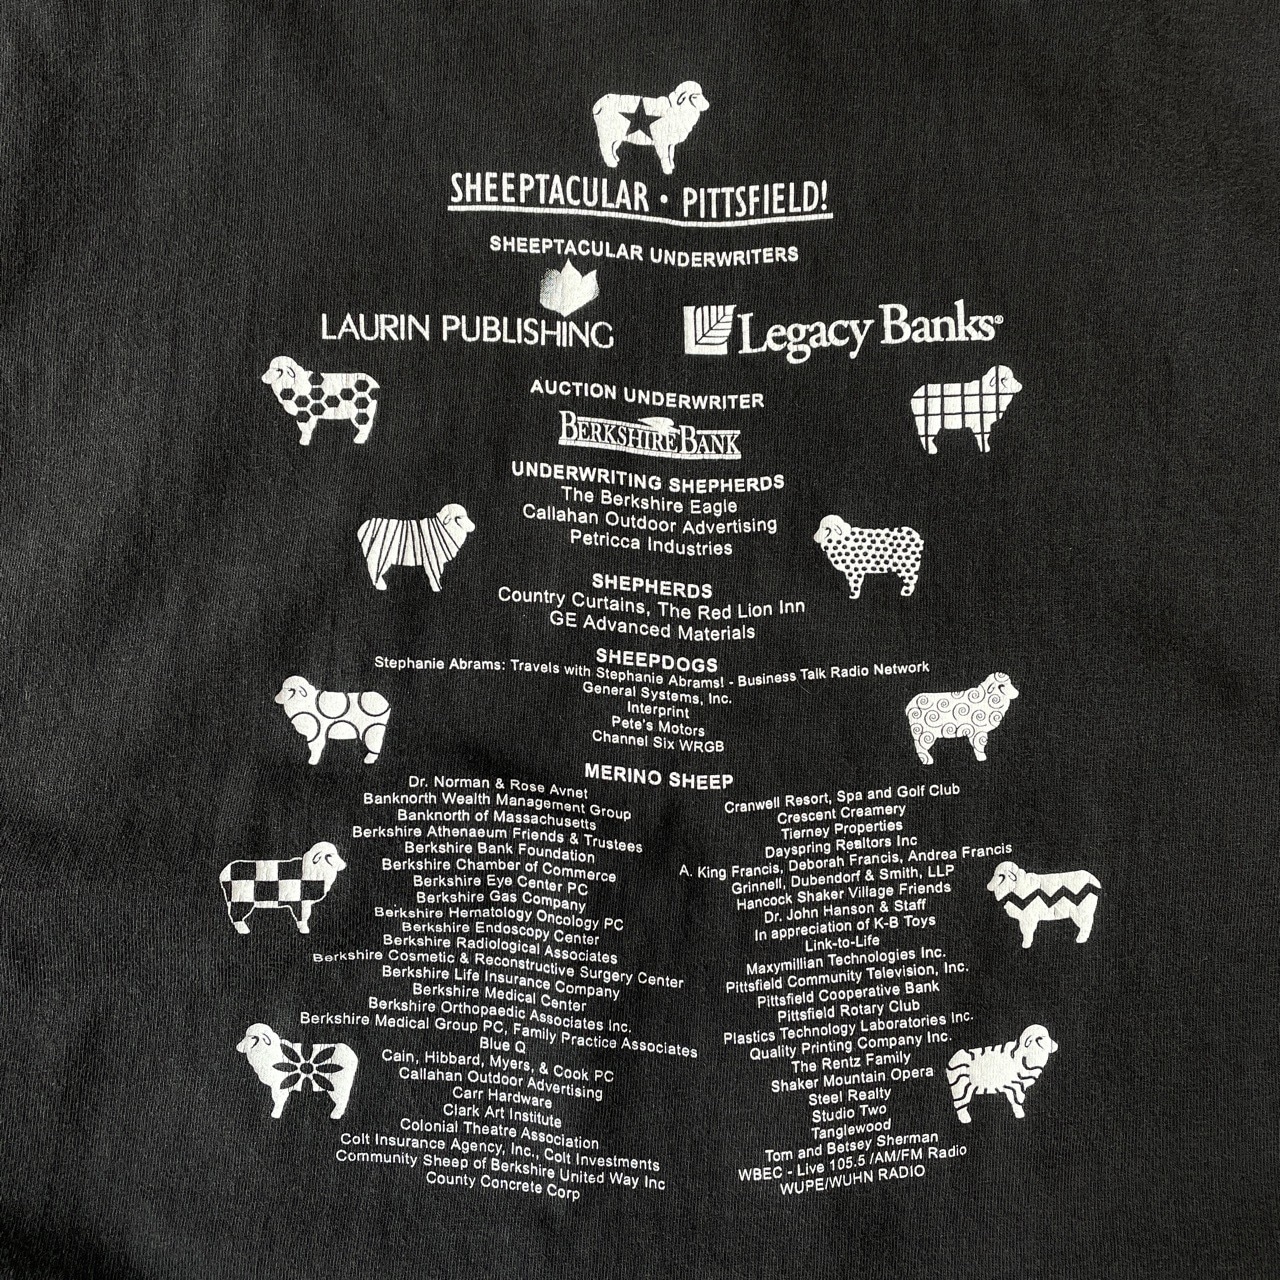 SHEEPTACULAR • PITTSFIELD!
SHEEPTACULAR UNDERWRITERS
LAURIN PUBLISHING
Legacy Banks®
AUCTION UNDERWRITER
BERKSHIRE BANK
UNDERWRITING SHEPHERDS
The Berkshire Eagle
Callahan Outdoor Advertising
Petricca Industries
SHEPHERDS
Country Curtains, The Red Lion Inn
GE Advanced Materials
SHEEPDOGS
Stephanie Abrams: Travels with Stephanie Abrams! - Business Talk Radio Network
General Systems, Inc.
Interprint
Pete's Motors
Channel Six WRGB
MERINO SHEEP
Dr. Norman & Rose Avnet
Banknorth Wealth Management Group
Banknorth of Massachusetts
Berkshire Athenaeum Friends & Trustees
Berkshire Bank Foundation
Berkshire Chamber of Commerce
Berkshire Eye Center PC
Berkshire Gas Company
Berkshire Hematology Oncology PC
Berkshire Endoscopy Center
Berkshire Radiological Associates
Berkshire Cosmetic & Reconstructive Surgery Center
Berkshire Life Insurance Company
Berkshire Medical Center
Berkshire Orthopaedic Associates Inc.
Berkshire Medical Group PC, Family Practice Associates
Blue Q
Cain, Hibbard, Myers, & Cook PC
Callahan Outdoor Advertising
Carr Hardware
Clark Art Institute
Colonial Theatre Association
Colt Insurance Agency, Inc., Colt Investments
Community Sheep of Berkshire United Way Inc
County Concrete Corp
Cranwell Resort, Spa and Golf Club
Crescent Creamery
Tierney Properties
Dayspring Realtors Inc
A. King Francis, Deborah Francis, Andrea Francis
Grinnell, Dubendorf & Smith, LLP
Hancock Shaker Village Friends
Dr. John Hanson & Staff
In appreciation of K-B Toys
Link-to-Life
Maxymillian Technologies Inc.
Pittsfield Community Television, Inc.
Pittsfield Cooperative Bank
Pittsfield Rotary Club
Plastics Technology Laboratories Inc.
Quality Printing Company Inc.
The Rentz Family
Shaker Mountain Opera
Steel Realty
Studio Two
Tanglewood
Tom and Betsey Sherman
WBEC - Live 105.5 /AM/FM Radio
WUPE/WUHN RADIO